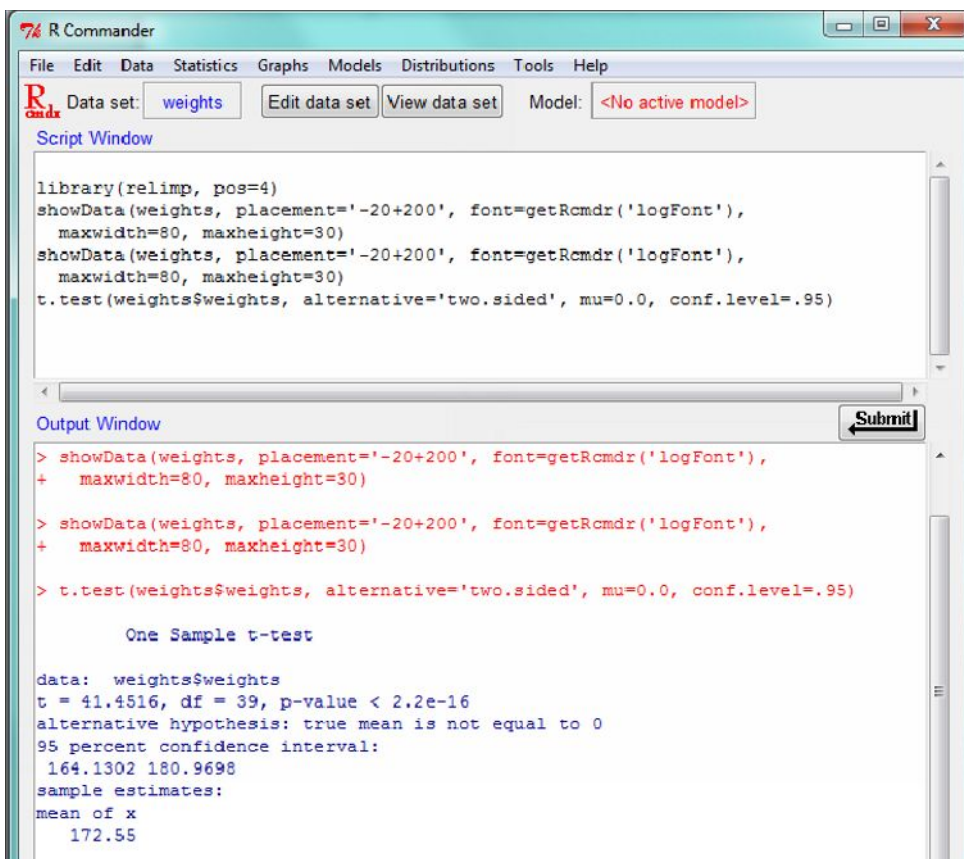 R Commander
File Edit Data Statistics Graphs Models Distributions Tools Help
R cmdr Data set: weights Edit data set View data set Model: <No active model>
Script Window
library(relimp, pos=4)
showData(weights, placement='-20+200', font=getRcmdr('logFont'),
  maxwidth=80, maxheight=30)
showData(weights, placement='-20+200', font=getRcmdr('logFont'),
  maxwidth=80, maxheight=30)
t.test(weights$weights, alternative='two.sided', mu=0.0, conf.level=.95)
Output Window
Submit
> showData(weights, placement='-20+200', font=getRcmdr('logFont'),
+   maxwidth=80, maxheight=30)
> showData(weights, placement='-20+200', font=getRcmdr('logFont'),
+   maxwidth=80, maxheight=30)
> t.test(weights$weights, alternative='two.sided', mu=0.0, conf.level=.95)
One Sample t-test
data:  weights$weights
t = 41.4516, df = 39, p-value < 2.2e-16
alternative hypothesis: true mean is not equal to 0
95 percent confidence interval:
 164.1302 180.9698
sample estimates:
mean of x
   172.55